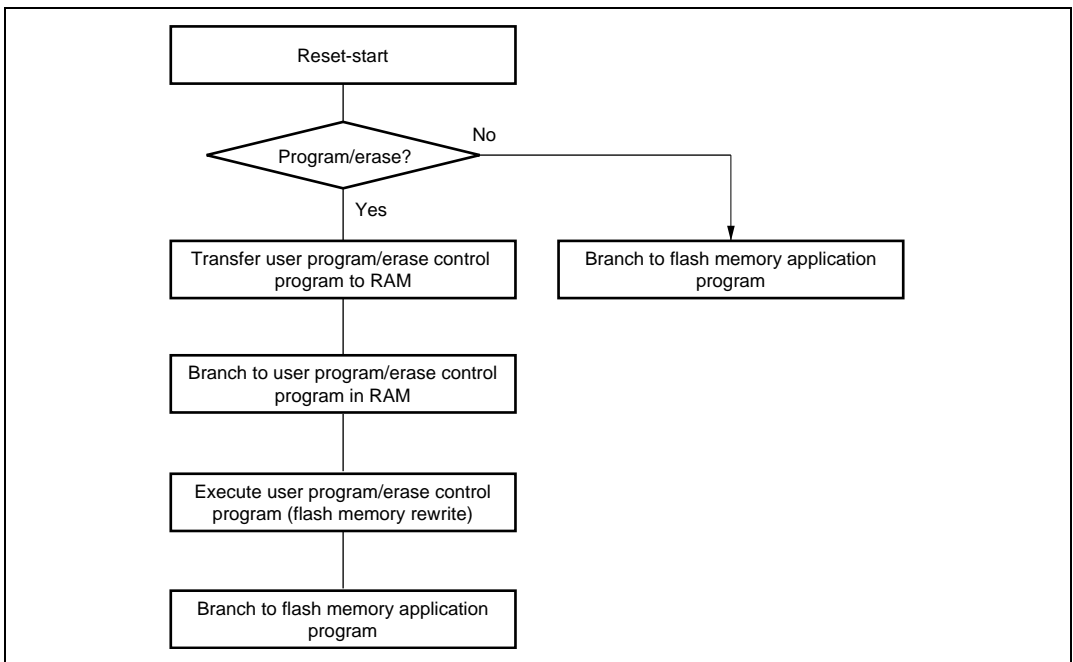 Reset-start
No
Program/erase?
Yes
Transfer user program/erase control
program to RAM
Branch to flash memory application
program
Branch to user program/erase control
program in RAM
Execute user program/erase control
program (flash memory rewrite)
Branch to flash memory application
program